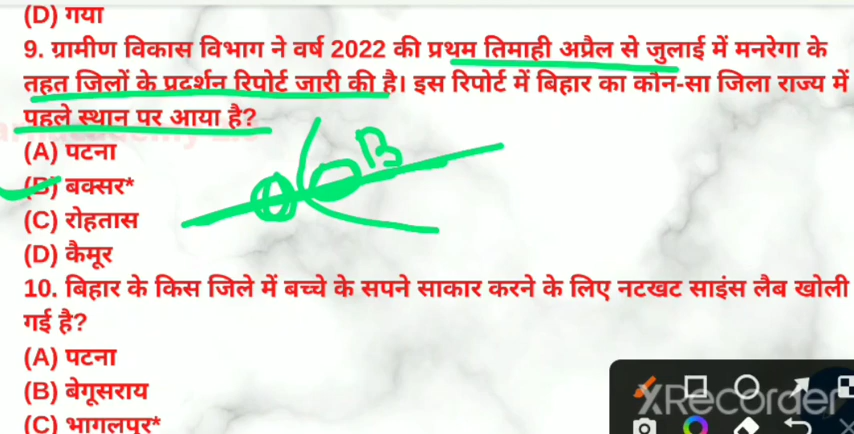 (D) गया
9. ग्रामीण विकास विभाग ने वर्ष 2022 की प्रथम तिमाही अप्रैल से जुलाई में मनरेगा के
तहत जिलों के प्रदर्शन रिपोर्ट जारी की है। इस रिपोर्ट में बिहार का कौन-सा जिला राज्य में
पहले स्थान पर आया है?
(A) पटना
B
(B) बक्सर*
(C) रोहतास
(D) कैमूर
10. बिहार के किस जिले में बच्चे के सपने साकार करने के लिए नटखट साइंस लैब खोली
गई है?
(A) पटना
(B) बेगूसराय
(C) भागलपुर*
XRecorder